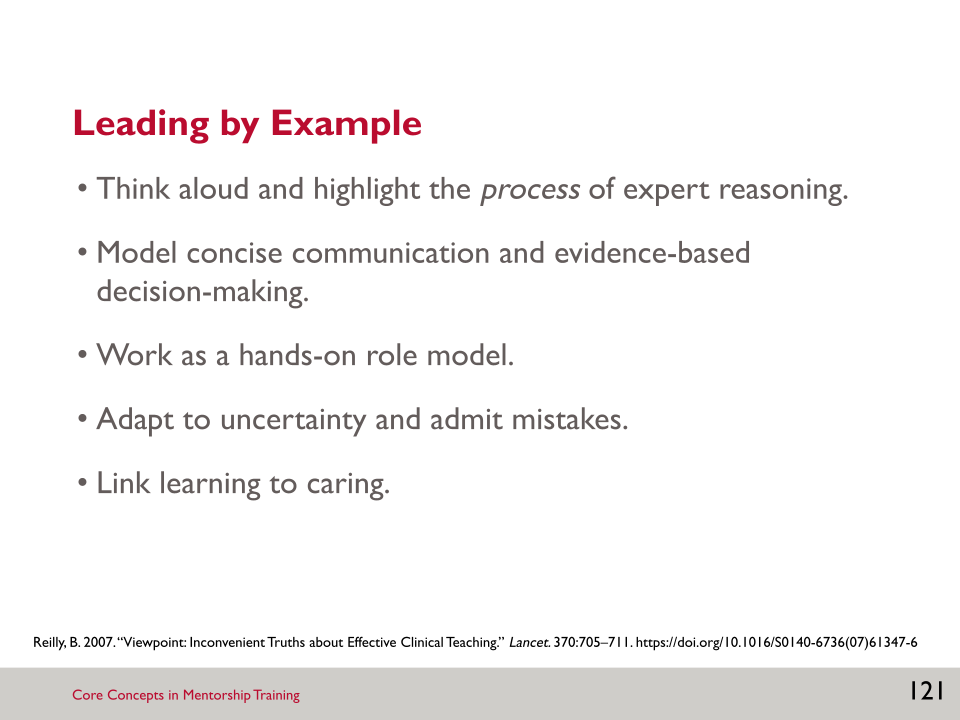 Leading by Example
• Think aloud and highlight the process of expert reasoning.
• Model concise communication and evidence-based
decision-making.
• Work as a hands-on role model.
• Adapt to uncertainty and admit mistakes.
• Link learning to caring.
Reilly, B. 2007. “Viewpoint: Inconvenient Truths about Effective Clinical Teaching.” Lancet. 370:705–711. https://doi.org/10.1016/S0140-6736(07)61347-6
Core Concepts in Mentorship Training
121